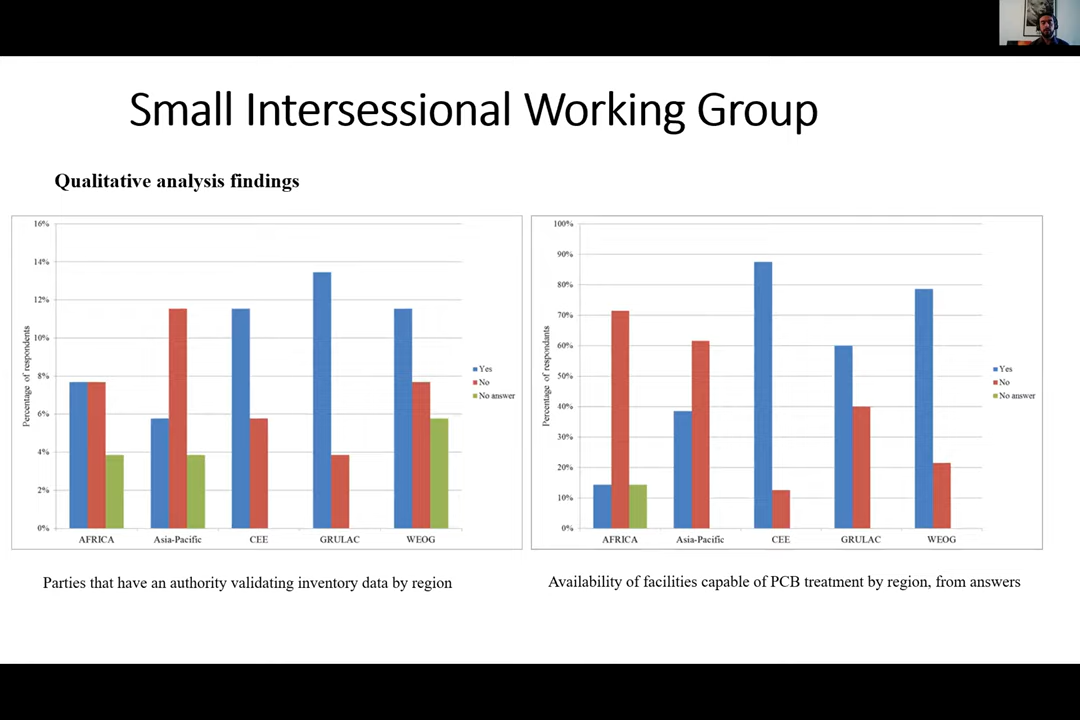 Small Intersessional Working Group
Qualitative analysis findings
16%
14%
12%
10%
8%
6%
4%
2%
0%
Percentage of respondents
AFRICA
Asia-Pacific
CEE
GRULAC
WEOG
Yes
No
No answer
Parties that have an authority validating inventory data by region
100%
90%
80%
70%
60%
50%
40%
30%
20%
10%
0%
Percentage of respondants
AFRICA
Asia-Pacific
CEE
GRULAC
WEOG
Yes
No
No answer
Availability of facilities capable of PCB treatment by region, from answers